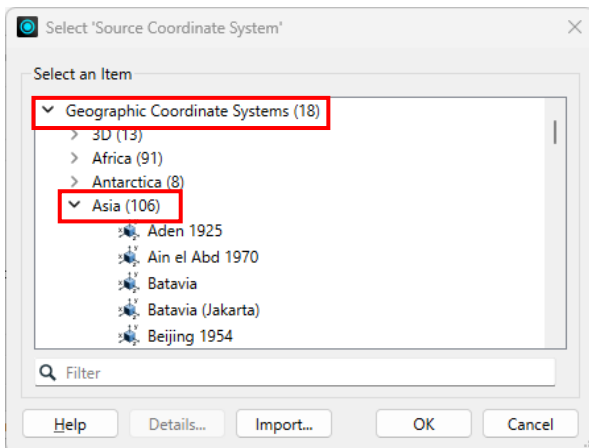 Select 'Source Coordinate System'
Select an Item
Geographic Coordinate Systems (18)
3D (13)
Africa (91)
Antarctica (8)
Asia (106)
Aden 1925
Ain el Abd 1970
Batavia
Batavia (Jakarta)
Beijing 1954
Filter
Help Details... Import... OK Cancel